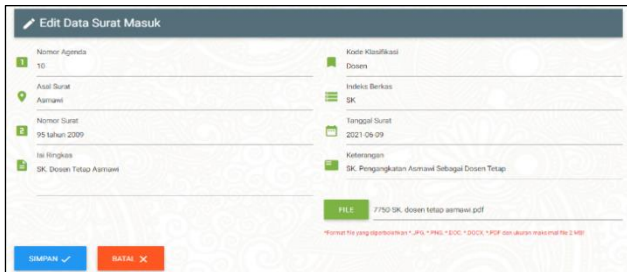 Edit Data Surat Masuk
Nomor Agenda
10
Kode Klasifikasi
Dosen
Asal Surat
Asmawi
Indeks Berkas
SK
Nomor Surat
95 tahun 2009
Tanggal Surat
2021-06-09
Isi Ringkas
SK. Dosen Tetap Asmawi
Keterangan
SK. Pengangkatan Asmawi Sebagai Dosen Tetap
FILE
7750-SK. dosen tetap asmawi.pdf
*Format file yang diperbolehkan *.JPG, *.PNG, *.DOC, *.DOCX, *.PDF dan ukuran maksimal file 2 MB!
SIMPAN
BATAL